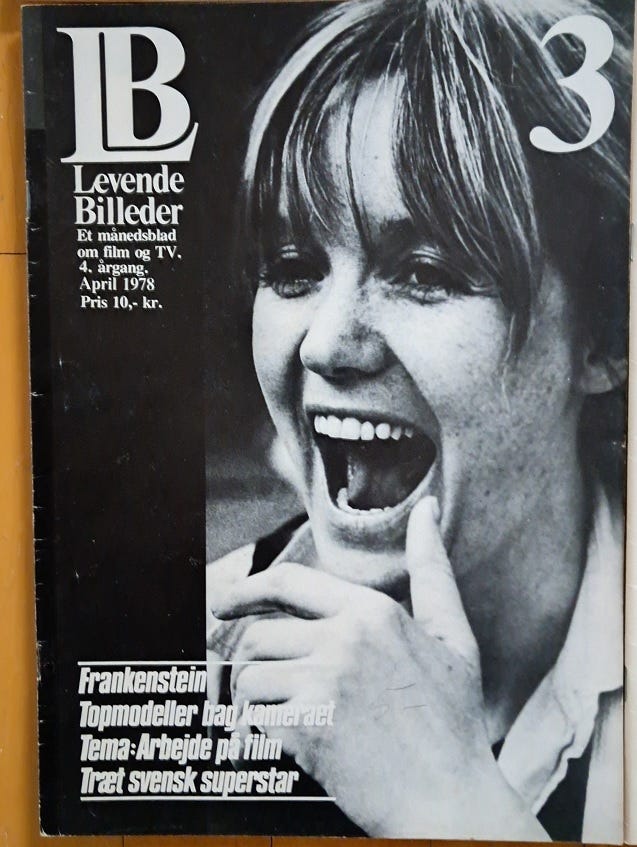 LB
3
Levende
Billeder
Et månedsblad
om film og TV.
4. årgang.
April 1978
Pris 10,- kr.
Frankenstein
Topmodeller bag kameraet
Tema: Arbejde på film
Træt svensk superstar